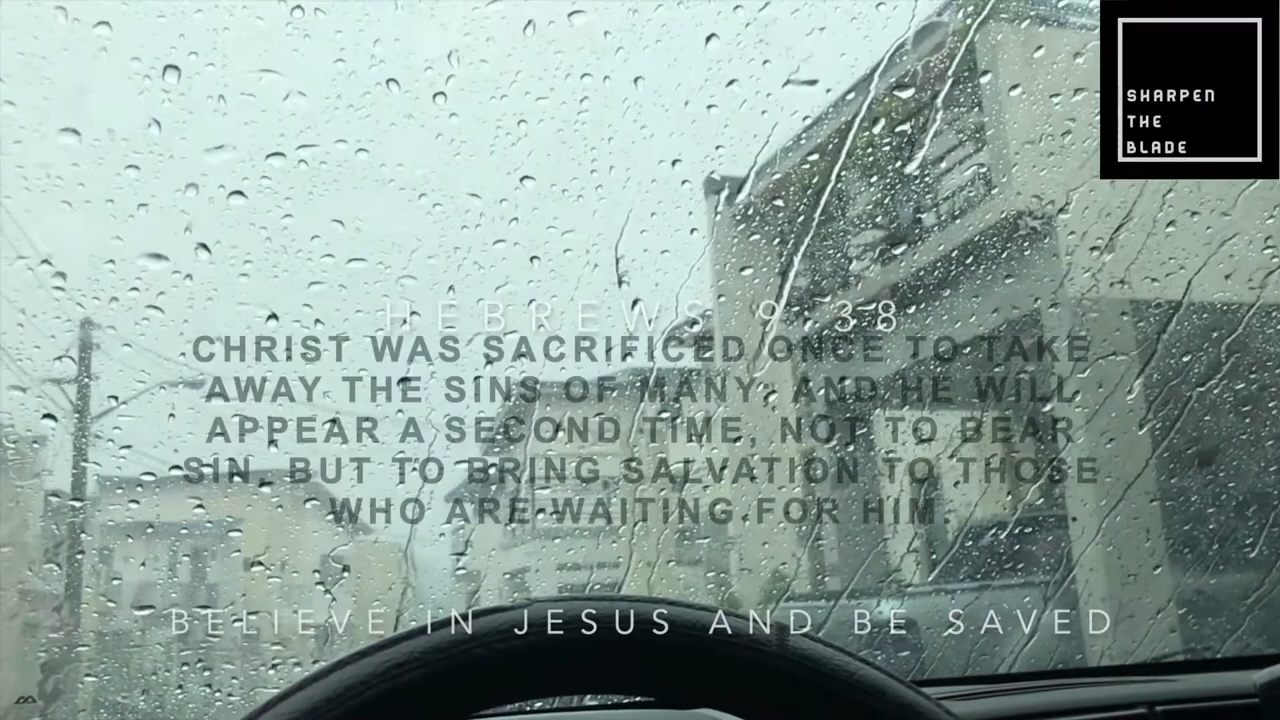 SHARPEN
THE
BLADE
HEBREWS 9:38
CHRIST WAS SACRIFICED ONCE TO TAKE
AWAY THE SINS OF MANY; AND HE WILL
APPEAR A SECOND TIME, NOT TO BEAR
SIN, BUT TO BRING SALVATION TO THOSE
WHO ARE WAITING FOR HIM.
BELIEVE IN JESUS AND BE SAVED